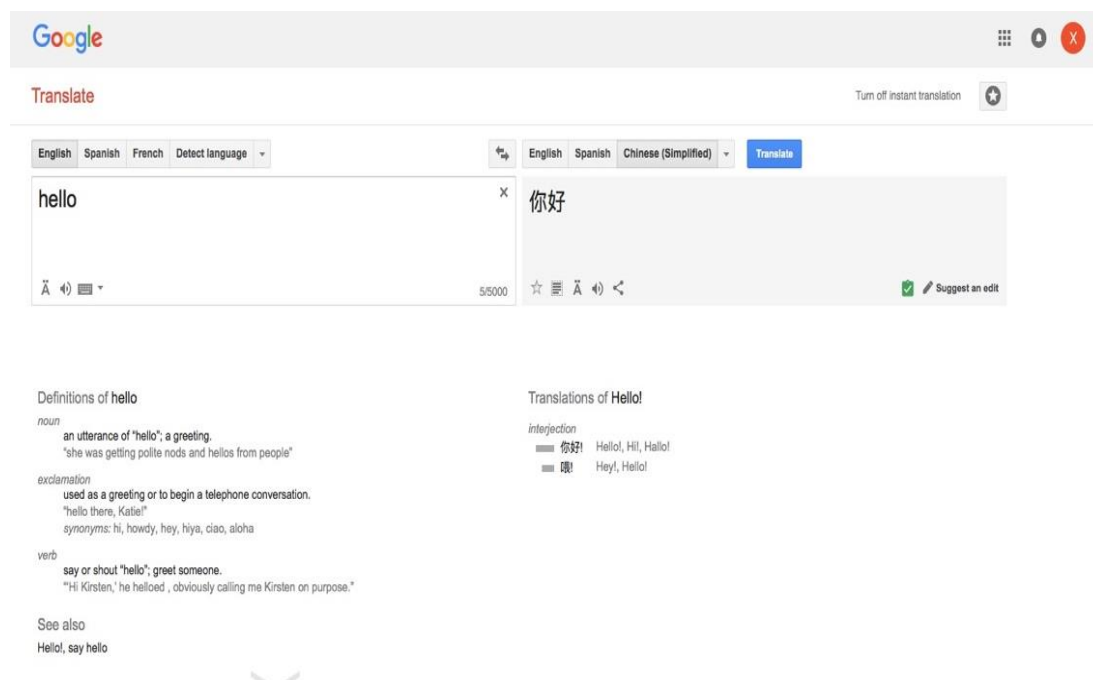 Google
X
Translate
Turn off instant translation
English Spanish French Detect language
English Spanish Chinese (Simplified) Translate
hello
你好
Ä
5/5000
Ä
Suggest an edit
Definitions of hello
noun
an utterance of “hello”; a greeting.
“she was getting polite nods and hellos from people”
exclamation
used as a greeting or to begin a telephone conversation.
“hello there, Katie!”
synonyms: hi, howdy, hey, hiya, ciao, aloha
verb
say or shout “hello”; greet someone.
“‘Hi Kirsten,’ he helloed , obviously calling me Kirsten on purpose.”
See also
Hello!, say hello
Translations of Hello!
interjection
你好! Hello!, Hi!, Hallo!
喂! Hey!, Hello!